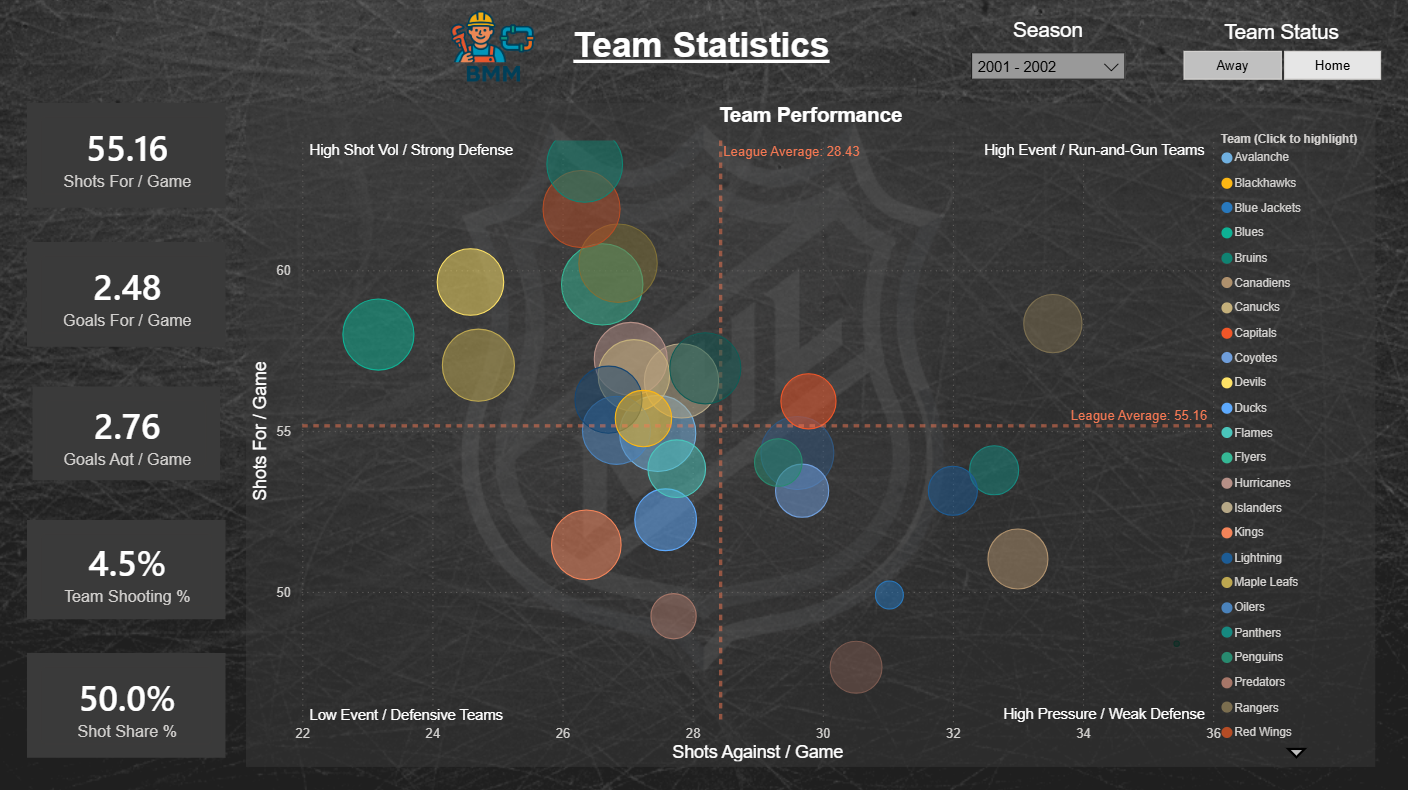 BMM
Team Statistics
Season
2001 - 2002
Team Status
Away
Home
55.16
Shots For / Game
2.48
Goals For / Game
2.76
Goals Agt / Game
4.5%
Team Shooting %
50.0%
Shot Share %
Team Performance
High Shot Vol / Strong Defense
League Average: 28.43
High Event / Run-and-Gun Teams
League Average: 55.16
Shots For / Game
60
55
50
Low Event / Defensive Teams
High Pressure / Weak Defense
22
24
26
28
30
32
34
36
Shots Against / Game
Team (Click to highlight)
Avalanche
Blackhawks
Blue Jackets
Blues
Bruins
Canadiens
Canucks
Capitals
Coyotes
Devils
Ducks
Flames
Flyers
Hurricanes
Islanders
Kings
Lightning
Maple Leafs
Oilers
Panthers
Penguins
Predators
Rangers
Red Wings